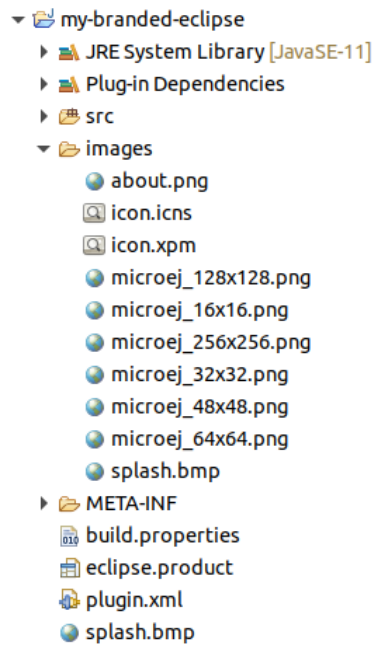 my-branded-eclipse
JRE System Library [JavaSE-11]
Plug-in Dependencies
src
images
about.png
icon.icns
icon.xpm
microej_128x128.png
microej_16x16.png
microej_256x256.png
microej_32x32.png
microej_48x48.png
microej_64x64.png
splash.bmp
META-INF
build.properties
eclipse.product
plugin.xml
splash.bmp